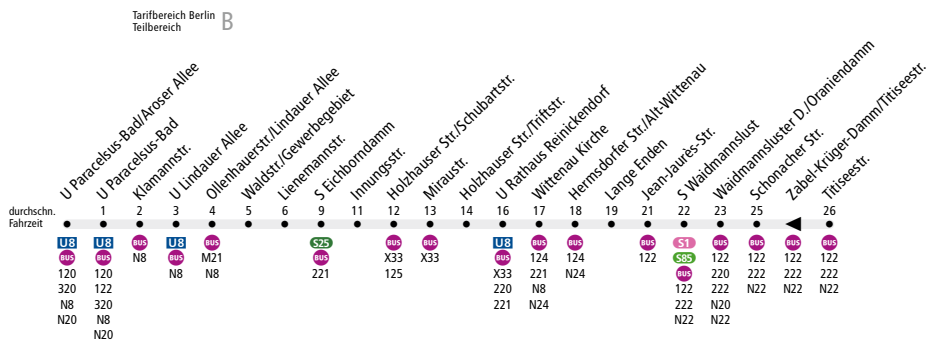 Tarifbereich Berlin
Teilbereich B
U Paracelsus-Bad/Aroser Allee
U Paracelsus-Bad
Klamannstr.
U Lindauer Allee
Ollenhauerstr./Lindauer Allee
Waldstr./Gewerbegebiet
Lienemannstr.
S Eichborndamm
Innungsstr.
Holzhauser Str./Schubartstr.
Miraustr.
Holzhauser Str./Triftstr.
U Rathaus Reinickendorf
Wittenau Kirche
Hermsdorfer Str./Alt-Wittenau
Lange Enden
Jean-Jaurès-Str.
S Waidmannslust
Waidmannsluster D./Oraniendamm
Schonacher Str.
Zabel-Krüger-Damm/Titiseestr.
Titiseestr.
durchschn. 1 2 3 4 5 6 9 11 12 13 14 16 17 18 19 21 22 23 25 26
Fahrzeit
U8 U8 BUS U8 BUS S25 BUS BUS U8 BUS BUS BUS S1 BUS BUS BUS BUS
BUS BUS N8 BUS M21 BUS X33 X33 BUS 124 124 122 S85 122 122 122 122
120 120 N8 N8 221 125 X33 221 N24 BUS 220 222 222 222
320 122 220 N8 122 222 N22 N22 N22
N8 320 221 N24 222 N20
N20 N8 N22 N22
N20